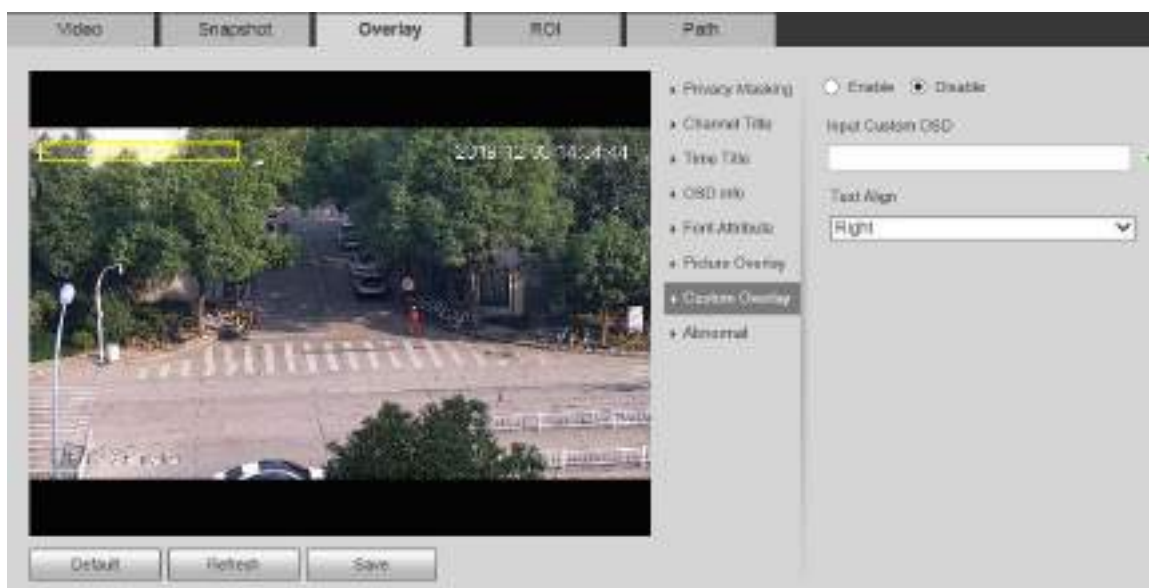 Video
Snapshot
Overlay
ROI
Path
Privacy Masking
Channel Title
Time Title
OSD Info
Font Attribute
Picture Overlay
Custom Overlay
Abnormal
Enable
Disable
Input Custom OSD
Text Align
Right
Default
Refresh
Save